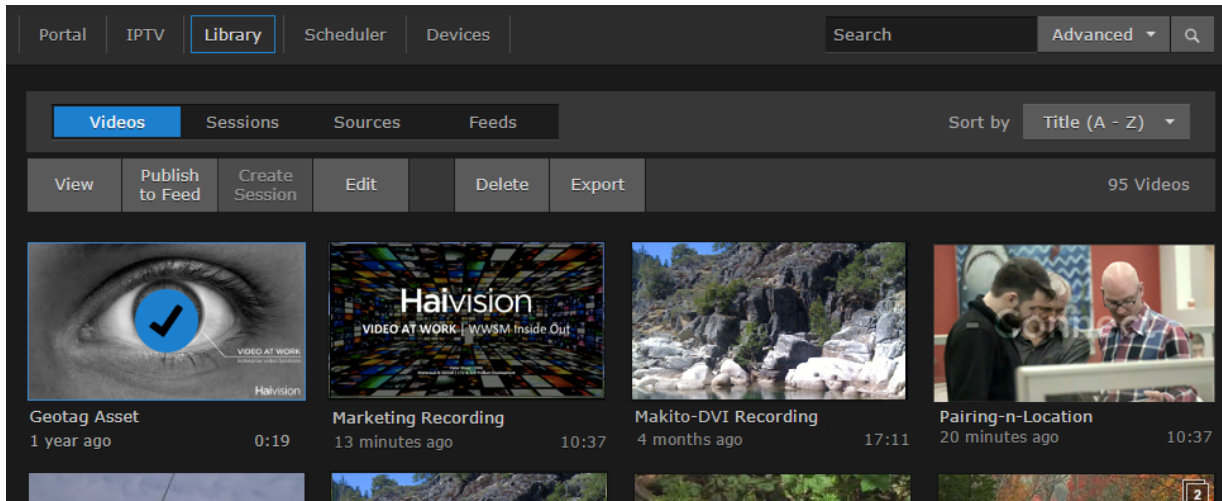 Portal IPTV Library Scheduler Devices Search Advanced
Videos Sessions Sources Feeds Sort by Title (A - Z)
View Publish to Feed Create Session Edit Delete Export 95 Videos
VIDEO AT WORK
Haivision
Haivision
VIDEO AT WORK | WWSM Inside Out
Connec
Geotag Asset Marketing Recording Makito-DVI Recording Pairing-n-Location
1 year ago 0:19 13 minutes ago 10:37 4 months ago 17:11 20 minutes ago 10:37
2